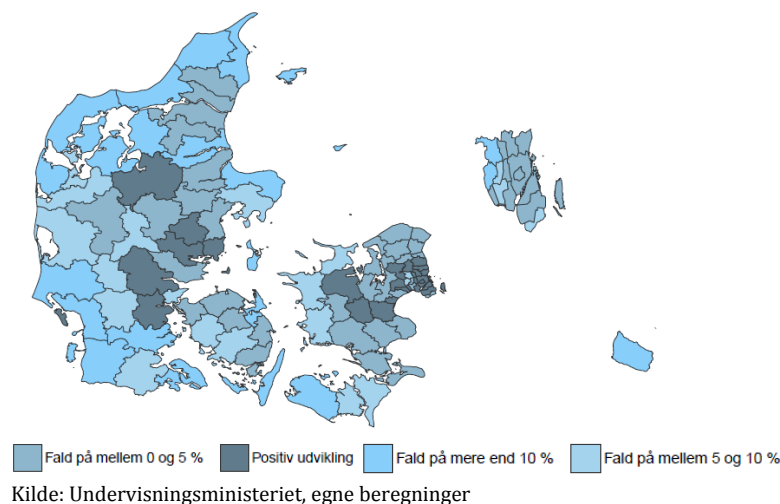 Fald på mellem 0 og 5 % Positiv udvikling Fald på mere end 10 % Fald på mellem 5 og 10 %
Kilde: Undervisningsministeriet, egne beregninger